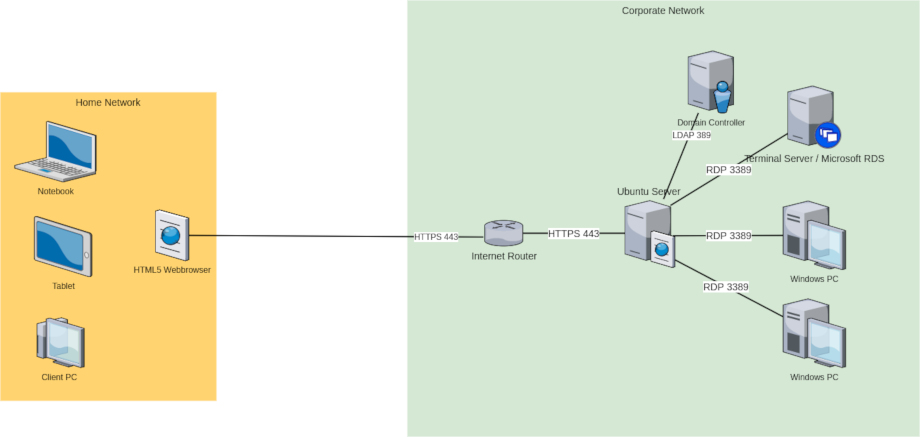 Corporate Network
Home Network
Notebook
Tablet
Client PC
HTML5 Webbrowser
HTTPS 443
Internet Router
HTTPS 443
Ubuntu Server
Domain Controller
LDAP 389
Terminal Server / Microsoft RDS
RDP 3389
RDP 3389
Windows PC
RDP 3389
Windows PC